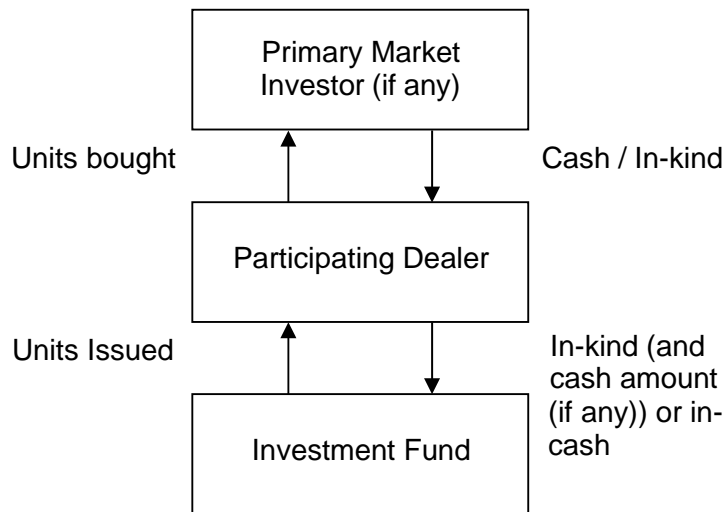 Primary Market
Investor (if any)
Units bought
Cash / In-kind
Participating Dealer
Units Issued
In-kind (and
cash amount
(if any)) or in-
cash
Investment Fund